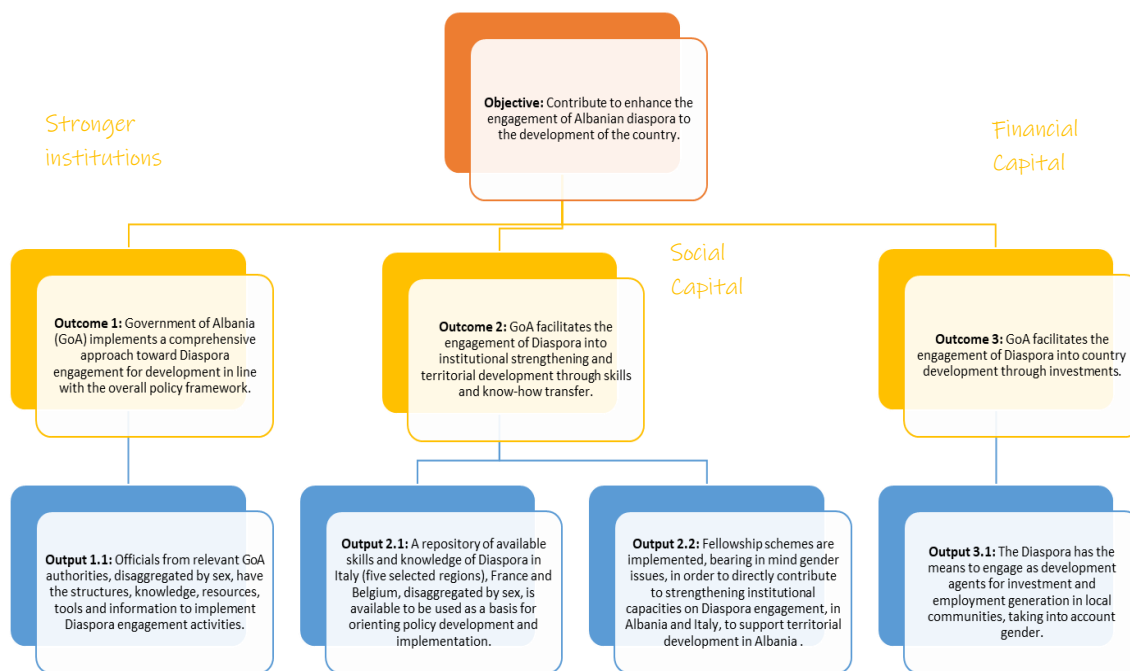 Objective: Contribute to enhance the
engagement of Albanian diaspora to
the development of the country.
Stronger
institutions
Financial
Capital
Social
Capital
Outcome 1: Government of Albania
(GoA) implements a comprehensive
approach toward Diaspora
engagement for development in line
with the overall policy framework.
Outcome 2: GoA facilitates the
engagement of Diaspora into
institutional strengthening and
territorial development through skills
and know-how transfer.
Outcome 3: GoA facilitates the
engagement of Diaspora into country
development through investments.
Output 1.1: Officials from relevant GoA
authorities, disaggregated by sex, have
the structures, knowledge, resources,
tools and information to implement
Diaspora engagement activities.
Output 2.1: A repository of available
skills and knowledge of Diaspora in
Italy (five selected regions), France and
Belgium, disaggregated by sex, is
available to be used as a basis for
orienting policy development and
implementation.
Output 2.2: Fellowship schemes are
implemented, bearing in mind gender
issues, in order to directly contribute
to strengthening institutional
capacities on Diaspora engagement, in
Albania and Italy, to support territorial
development in Albania .
Output 3.1: The Diaspora has the
means to engage as development
agents for investment and
employment generation in local
communities, taking into account
gender.